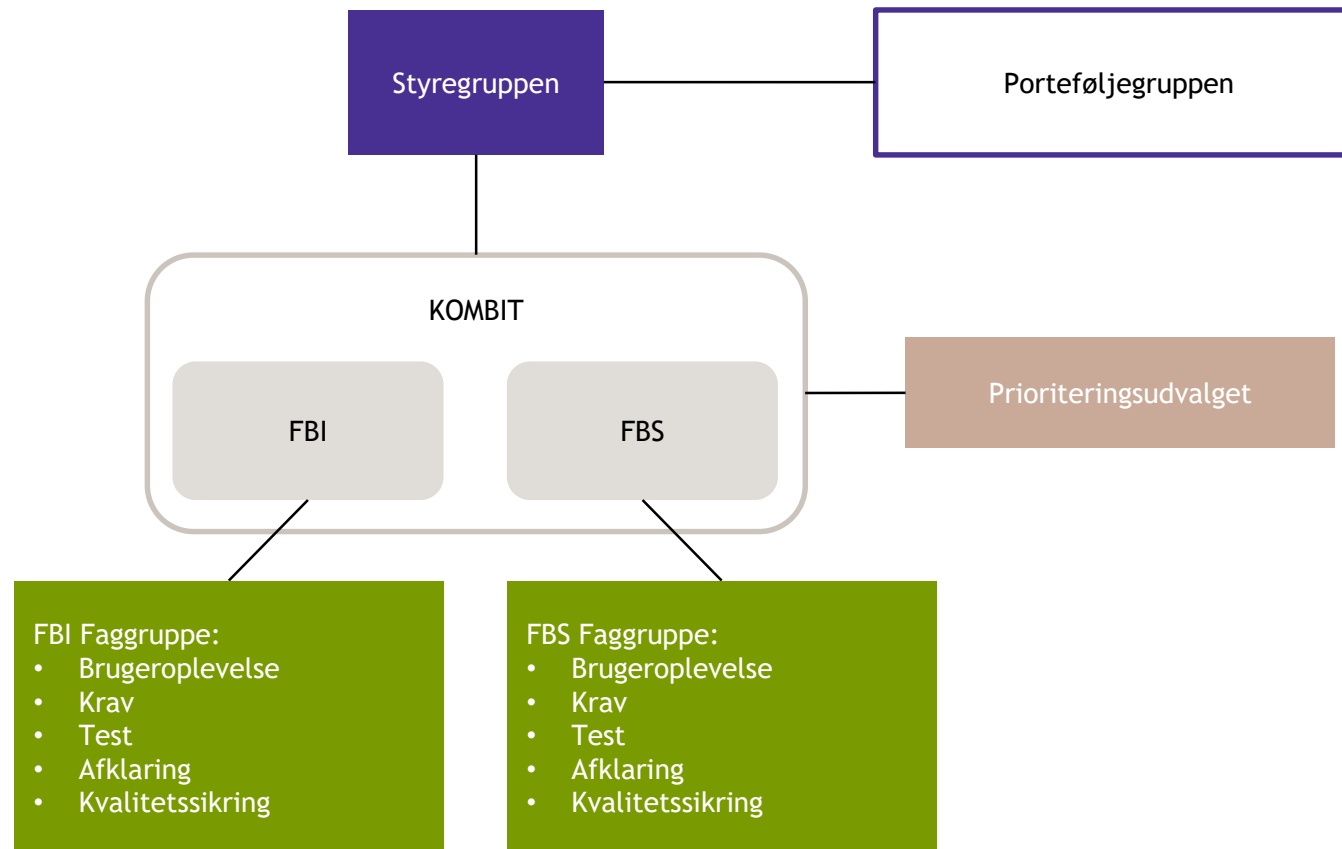 Styregruppen
Porteføljegruppen
KOMBIT
FBI
FBS
Prioriteringsudvalget
FBI Faggruppe:
• Brugeroplevelse
• Krav
• Test
• Afklaring
• Kvalitetssikring
FBS Faggruppe:
• Brugeroplevelse
• Krav
• Test
• Afklaring
• Kvalitetssikring